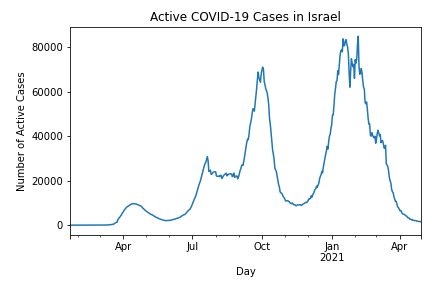 Active COVID-19 Cases in Israel
Number of Active Cases
80000
60000
40000
20000
0
Apr
Jul
Oct
Jan
2021
Apr
Day